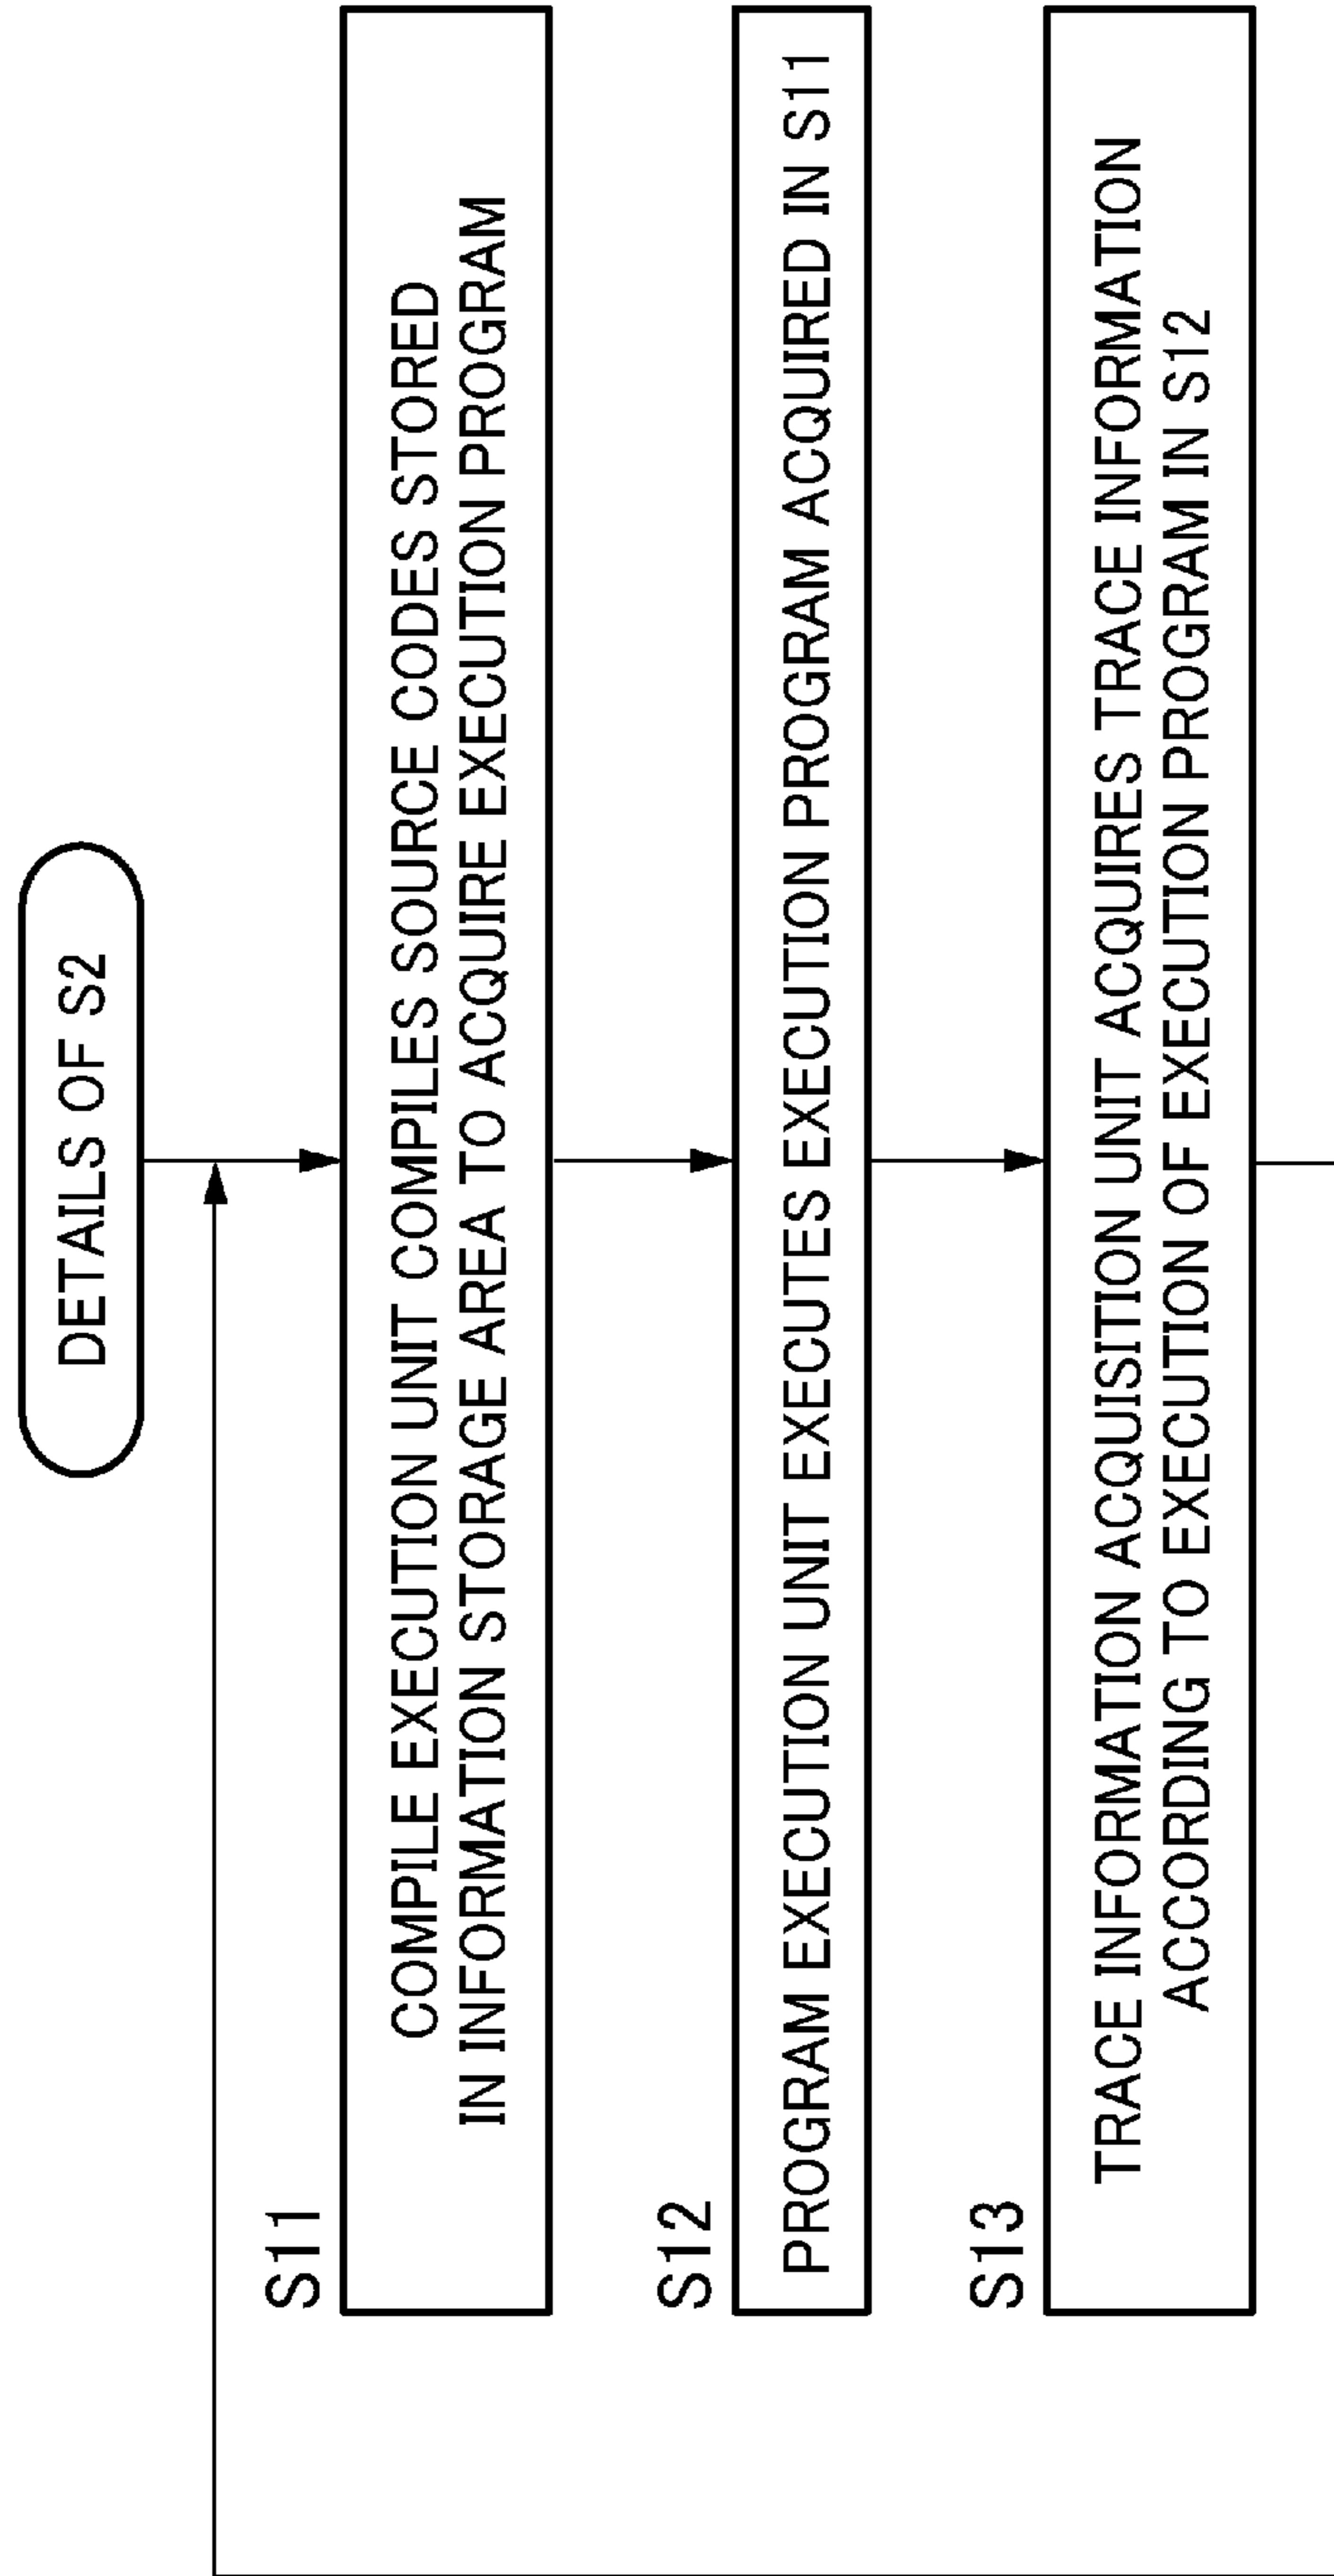 DETAILS OF S2
S11
COMPILE EXECUTION UNIT COMPILES SOURCE CODES STORED
IN INFORMATION STORAGE AREA TO ACQUIRE EXECUTION PROGRAM
S12
PROGRAM EXECUTION UNIT EXECUTES EXECUTION PROGRAM ACQUIRED IN S11
S13
TRACE INFORMATION ACQUISITION UNIT ACQUIRES TRACE INFORMATION
ACCORDING TO EXECUTION OF EXECUTION PROGRAM IN S12